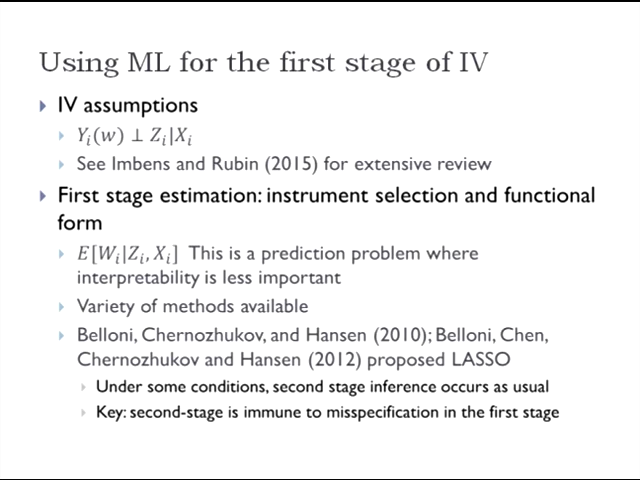 Using ML for the first stage of IV
IV assumptions
Yᵢ(w) ⊥ Zᵢ|Xᵢ
See Imbens and Rubin (2015) for extensive review
First stage estimation: instrument selection and functional
form
E[Wᵢ|Zᵢ, Xᵢ] This is a prediction problem where
interpretability is less important
Variety of methods available
Belloni, Chernozhukov, and Hansen (2010); Belloni, Chen,
Chernozhukov and Hansen (2012) proposed LASSO
Under some conditions, second stage inference occurs as usual
Key: second-stage is immune to misspecification in the first stage